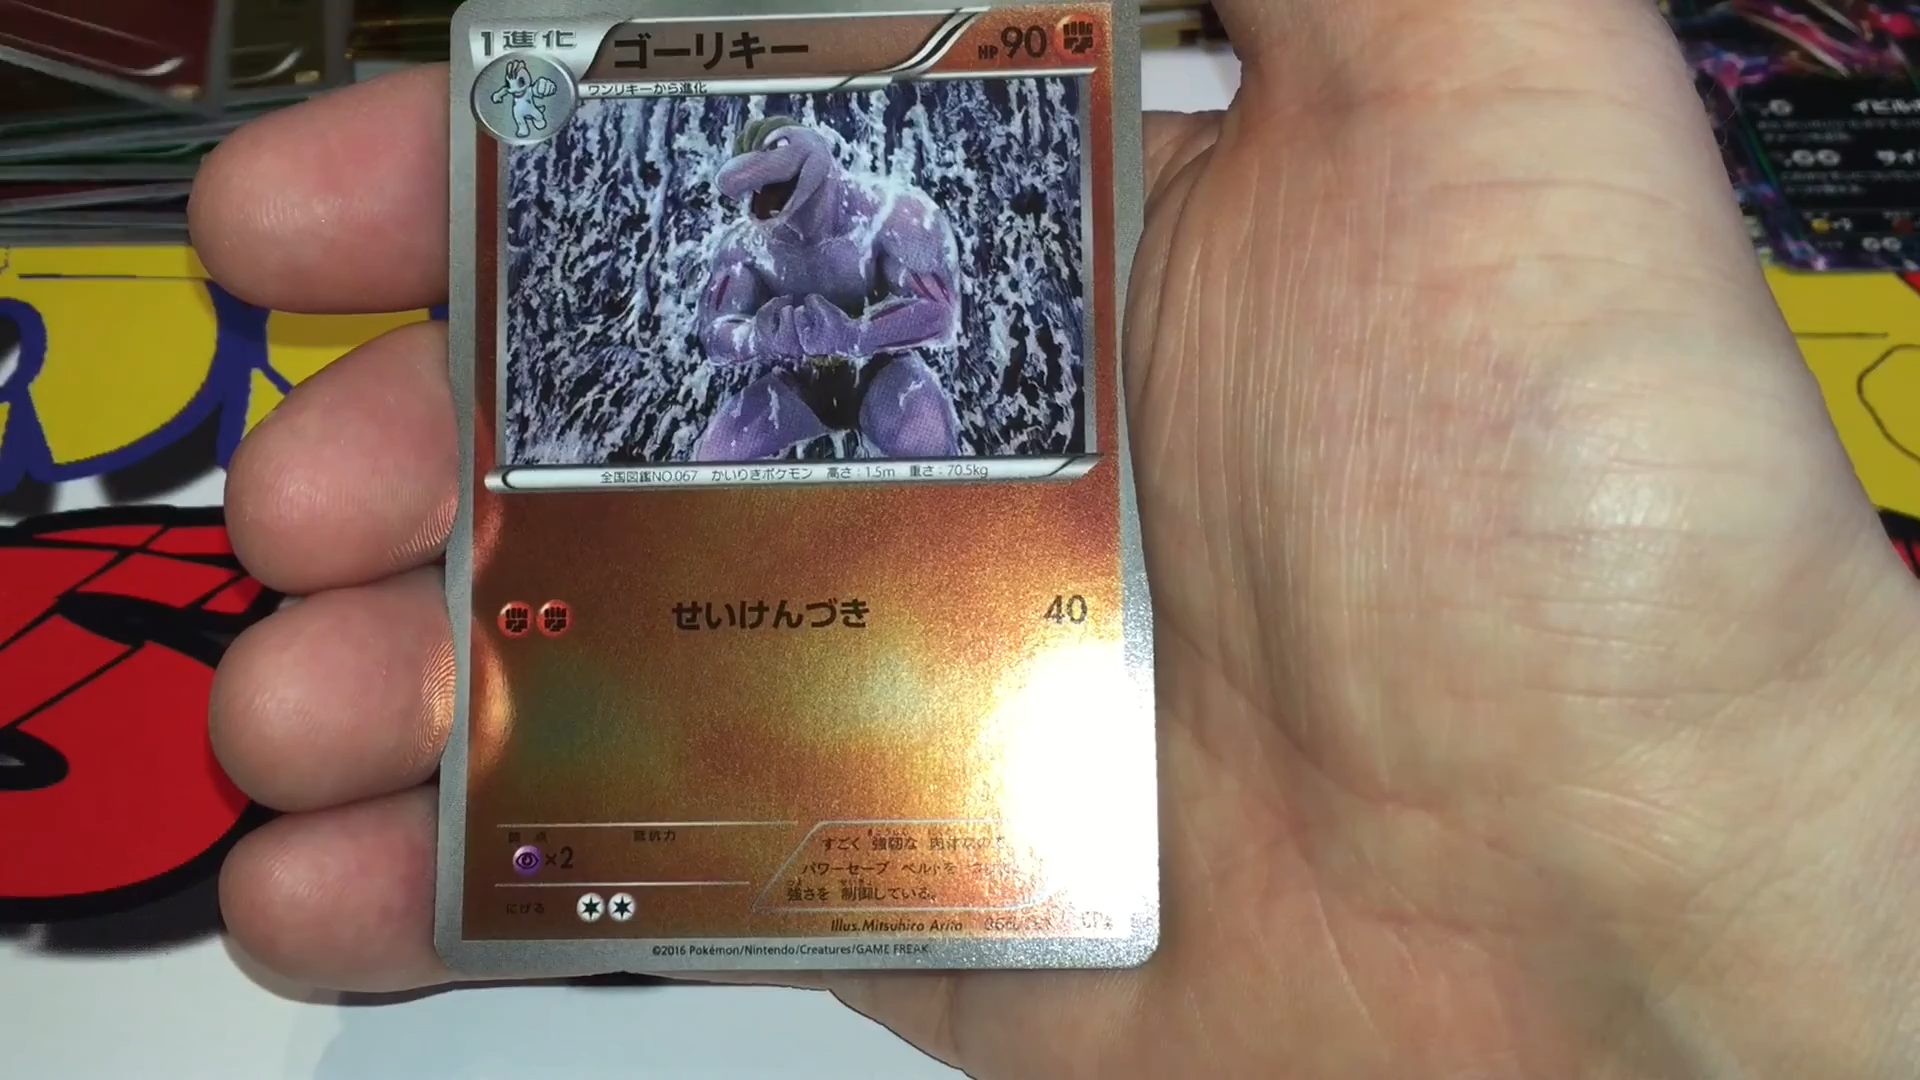 1進化 ゴーリキー HP90
ワンリキーから進化
全国図鑑NO.067 かいりきポケモン 高さ：1.5m 重さ：70.5kg
せいけんづき 40
弱点 抵抗力
×2
にげる
すごく 強靭な 肉体なので
パワーセーブ ベルトを
強さを 制御している。
Illus.Mitsuhiro Arita
©2016 Pokémon/Nintendo/Creatures/GAME FREAK